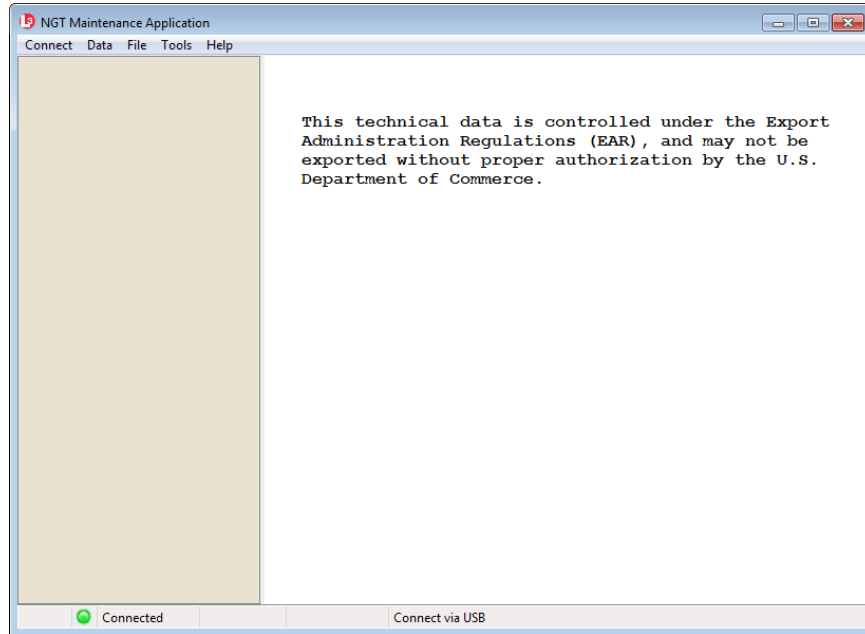 NGT Maintenance Application
Connect Data File Tools Help
This technical data is controlled under the Export
Administration Regulations (EAR), and may not be
exported without proper authorization by the U.S.
Department of Commerce.
Connected Connect via USB